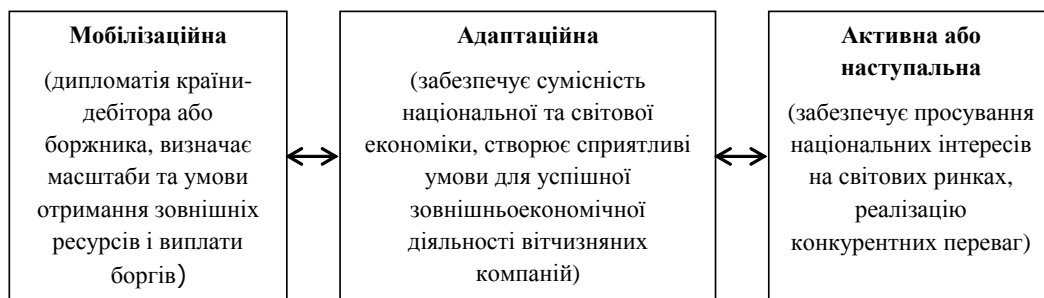 Мобілізаційна
(дипломатія країни-
дебітора або
боржника, визначає
масштаби та умови
отримання зовнішніх
ресурсів і виплати
боргів)
Адаптаційна
(забезпечує сумісність
національної та світової
економіки, створює сприятливі
умови для успішної
зовнішньоекономічної
діяльності вітчизняних
компаній)
Активна або
наступальна
(забезпечує просування
національних інтересів
на світових ринках,
реалізацію
конкурентних переваг)